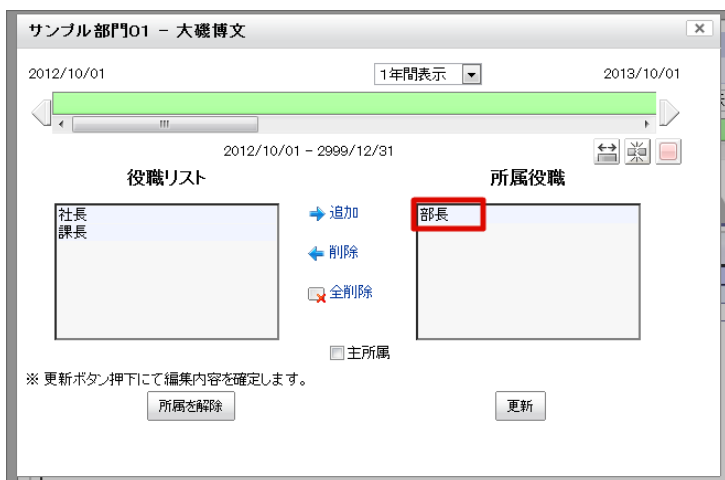 サンプル部門01 - 大磯博文
2012/10/01 1年間表示 2013/10/01
2012/10/01 - 2999/12/31
役職リスト 所属役職
社長 追加 部長
課長
削除
全削除
主所属
※ 更新ボタン押下にて編集内容を確定します。
所属を解除 更新